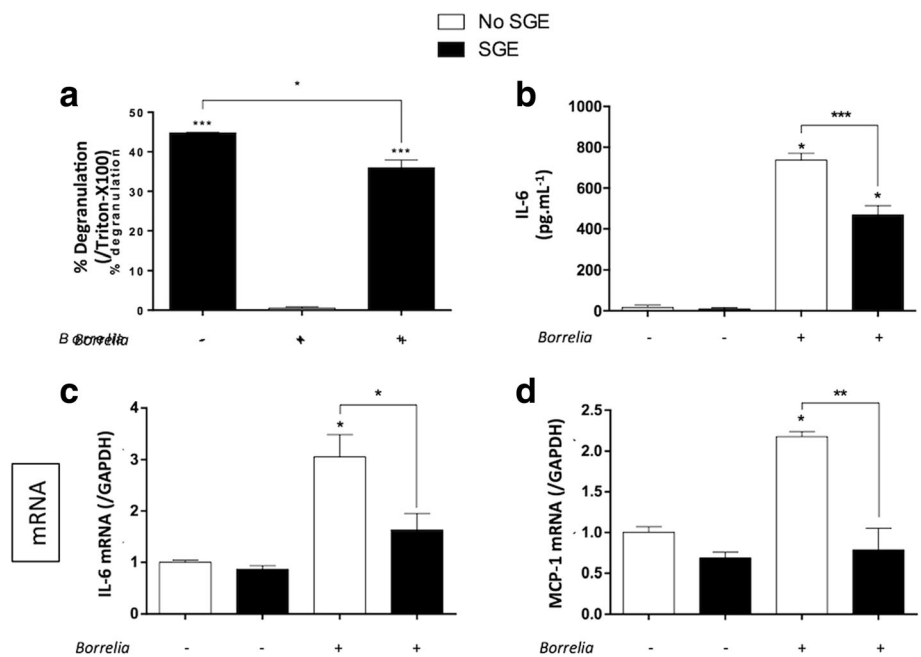 No SGE
SGE
a
% Degranulation
(/Triton-X100)
% degranulation
50
40
30
20
10
0
***
*
***
Borrelia
- + +
b
IL-6
(pg.mL-1)
1000
800
600
400
200
0
*
***
*
Borrelia - - + +
mRNA
c
IL-6 mRNA (/GAPDH)
4
3
2
1
0
*
*
Borrelia - - + +
d
MCP-1 mRNA (/GAPDH)
2.5
2.0
1.5
1.0
0.5
0.0
*
**
Borrelia - - + +